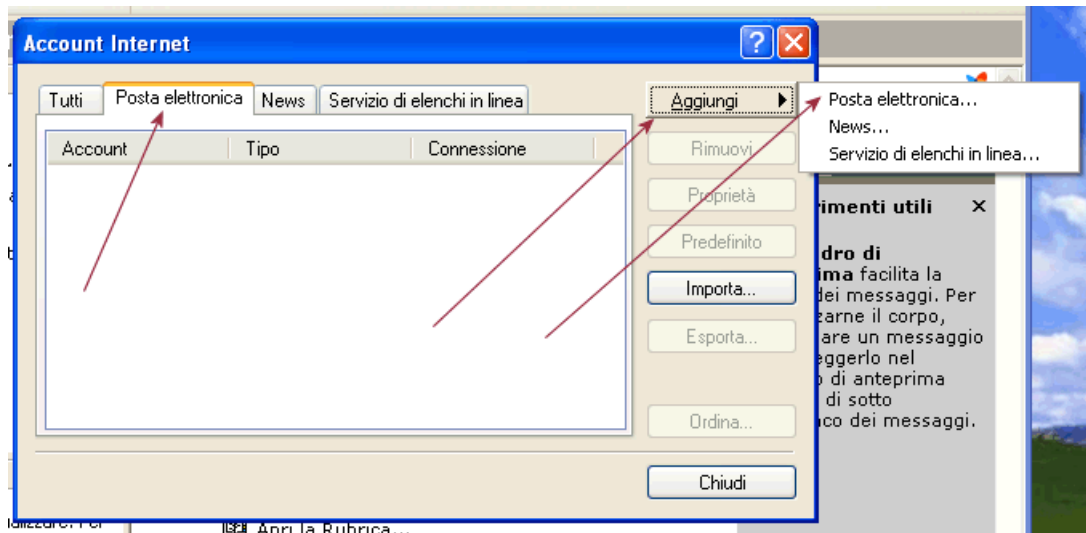 Account Internet
Tutti
Posta elettronica
News
Servizio di elenchi in linea
Account
Tipo
Connessione
Aggiungi
Rimuovi
Proprietà
Predefinito
Importa...
Esporta...
Ordina...
Chiudi
Posta elettronica...
News...
Servizio di elenchi in linea...
utili
dro di
ima facilita la
dei messaggi. Per
zarne il corpo,
are un messaggio
eggerlo nel
di anteprima
di sotto
co dei messaggi.
Apri la Rubrica...